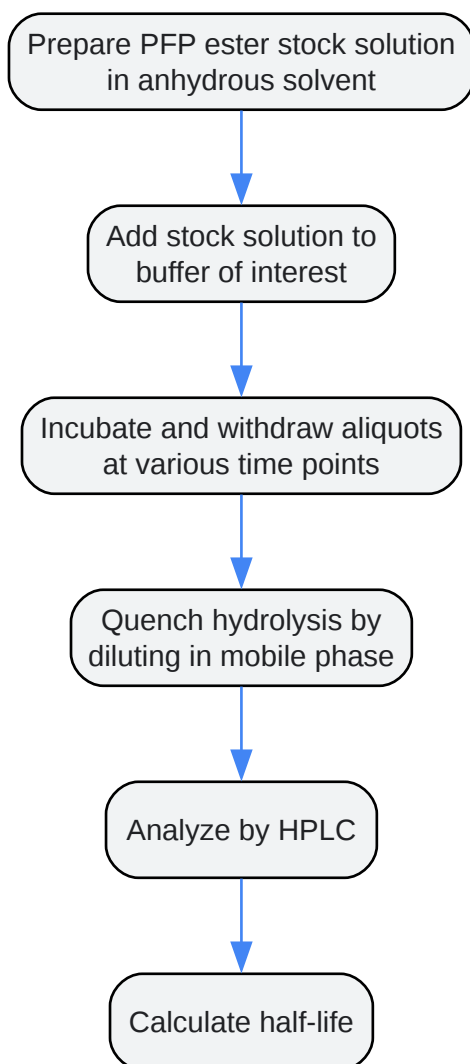 Prepare PFP ester stock solution
in anhydrous solvent
Add stock solution to
buffer of interest
Incubate and withdraw aliquots
at various time points
Quench hydrolysis by
diluting in mobile phase
Analyze by HPLC
Calculate half-life